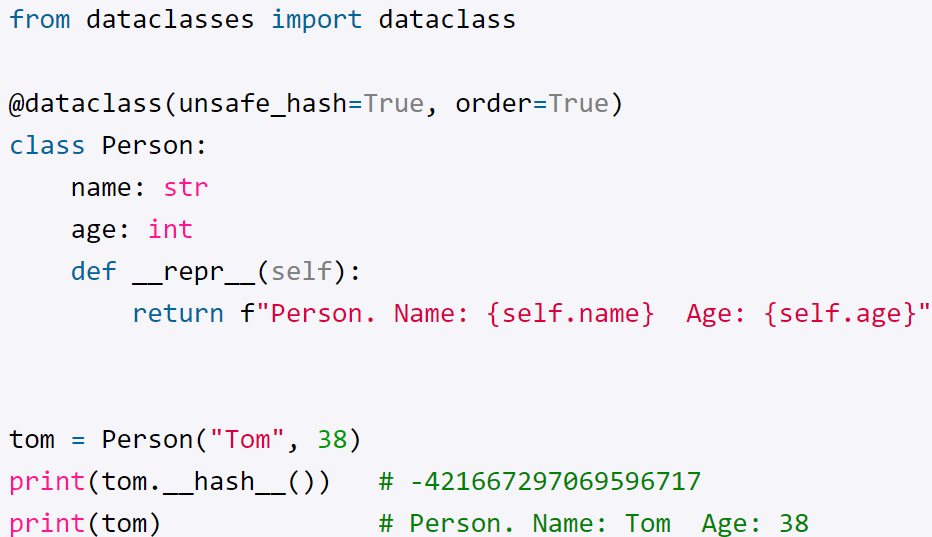 from dataclasses import dataclass

@dataclass(unsafe_hash=True, order=True)
class Person:
    name: str
    age: int
    def __repr__(self):
        return f"Person. Name: {self.name}  Age: {self.age}"


tom = Person("Tom", 38)
print(tom.__hash__())   # -421667297069596717
print(tom)              # Person. Name: Tom  Age: 38